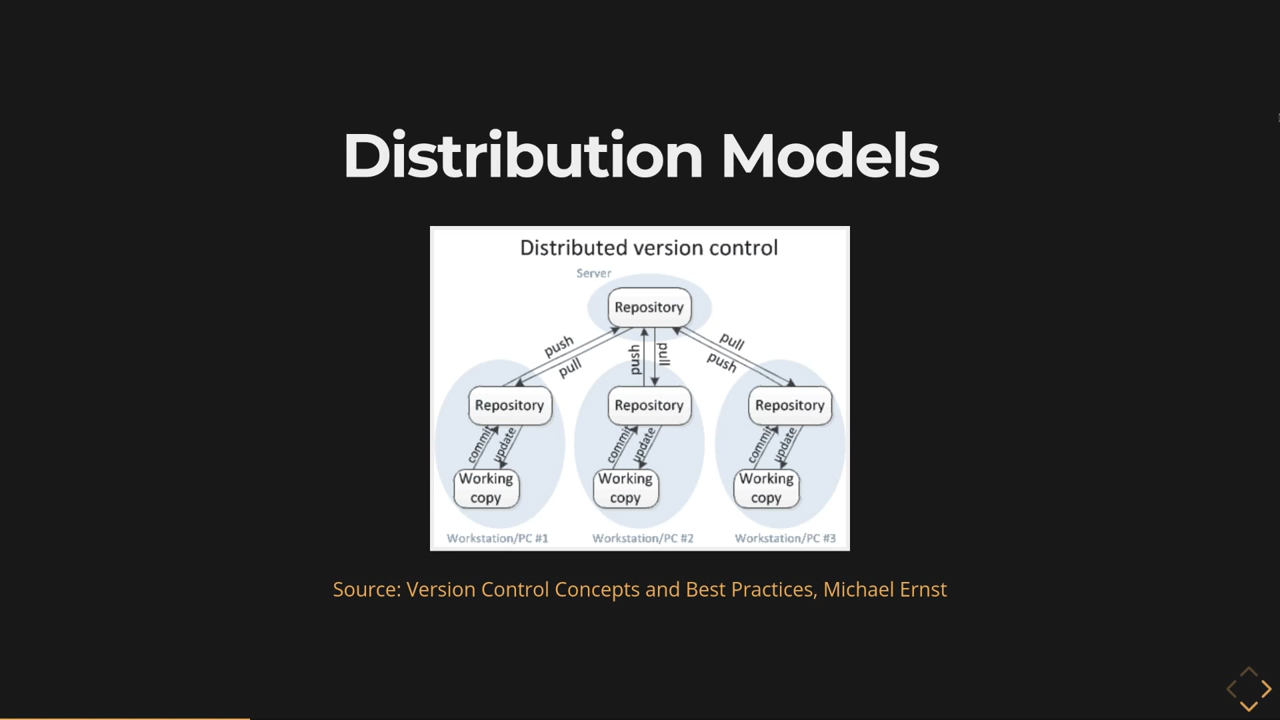 Distribution Models
Distributed version control
Server
Repository
push
pull
push
pull
pull
push
Repository
Repository
Repository
commit
update
commit
update
commit
update
Working
copy
Working
copy
Working
copy
Workstation/PC #1
Workstation/PC #2
Workstation/PC #3
Source: Version Control Concepts and Best Practices, Michael Ernst